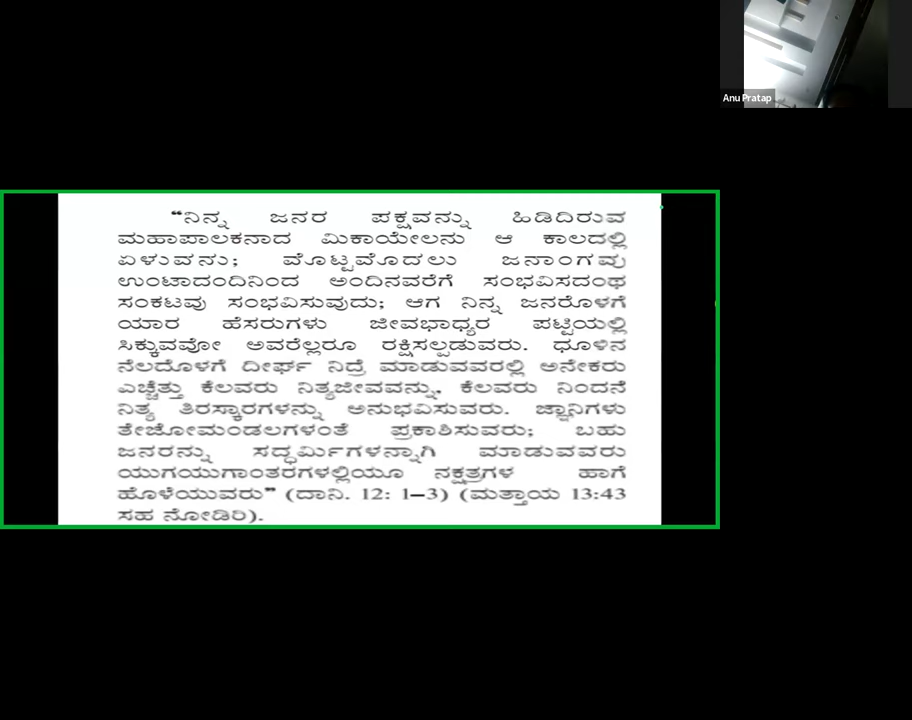 Anu Pratap
“ನಿನ್ನ ಜನರ ಪಕ್ಷವನ್ನು ಹಿಡಿದಿರುವ
ಮಹಾಪಾಲಕನಾದ ಮಿಕಾಯೇಲನು ಆ ಕಾಲದಲ್ಲಿ
ಏಳುವನು; ಮೊಟ್ಟಮೊದಲು ಜನಾಂಗವು
ಉಂಟಾದಂದಿನಿಂದ ಅಂದಿನವರೆಗೆ ಸಂಭವಿಸದಂಥ
ಸಂಕಟವು ಸಂಭವಿಸುವುದು; ಆಗ ನಿನ್ನ ಜನರೊಳಗೆ
ಯಾರ ಹೆಸರುಗಳು ಜೀವಭಾಧ್ಯರ ಪಟ್ಟಿಯಲ್ಲಿ
ಸಿಕ್ಕುವವೋ ಅವರೆಲ್ಲರೂ ರಕ್ಷಿಸಲ್ಪಡುವರು. ಧೂಳಿನ
ನೆಲದೊಳಗೆ ದೀರ್ಘ ನಿದ್ರೆ ಮಾಡುವವರಲ್ಲಿ ಅನೇಕರು
ಎಚ್ಚೆತ್ತು ಕೆಲವರು ನಿತ್ಯಜೀವವನ್ನು, ಕೆಲವರು ನಿಂದನೆ
ನಿತ್ಯ ತಿರಸ್ಕಾರಗಳನ್ನು ಅನುಭವಿಸುವರು. ಜ್ಞಾನಿಗಳು
ತೇಜೋಮಂಡಲಗಳಂತೆ ಪ್ರಕಾಶಿಸುವರು; ಬಹು
ಜನರನ್ನು ಸದ್ಧರ್ಮಿಗಳನ್ನಾಗಿ ಮಾಡುವವರು
ಯುಗಯುಗಾಂತರಗಳಲ್ಲಿಯೂ ನಕ್ಷತ್ರಗಳ ಹಾಗೆ
ಹೊಳೆಯುವರು” (ದಾನಿ. 12: 1–3) (ಮತ್ತಾಯ 13:43
ಸಹ ನೋಡಿರಿ).